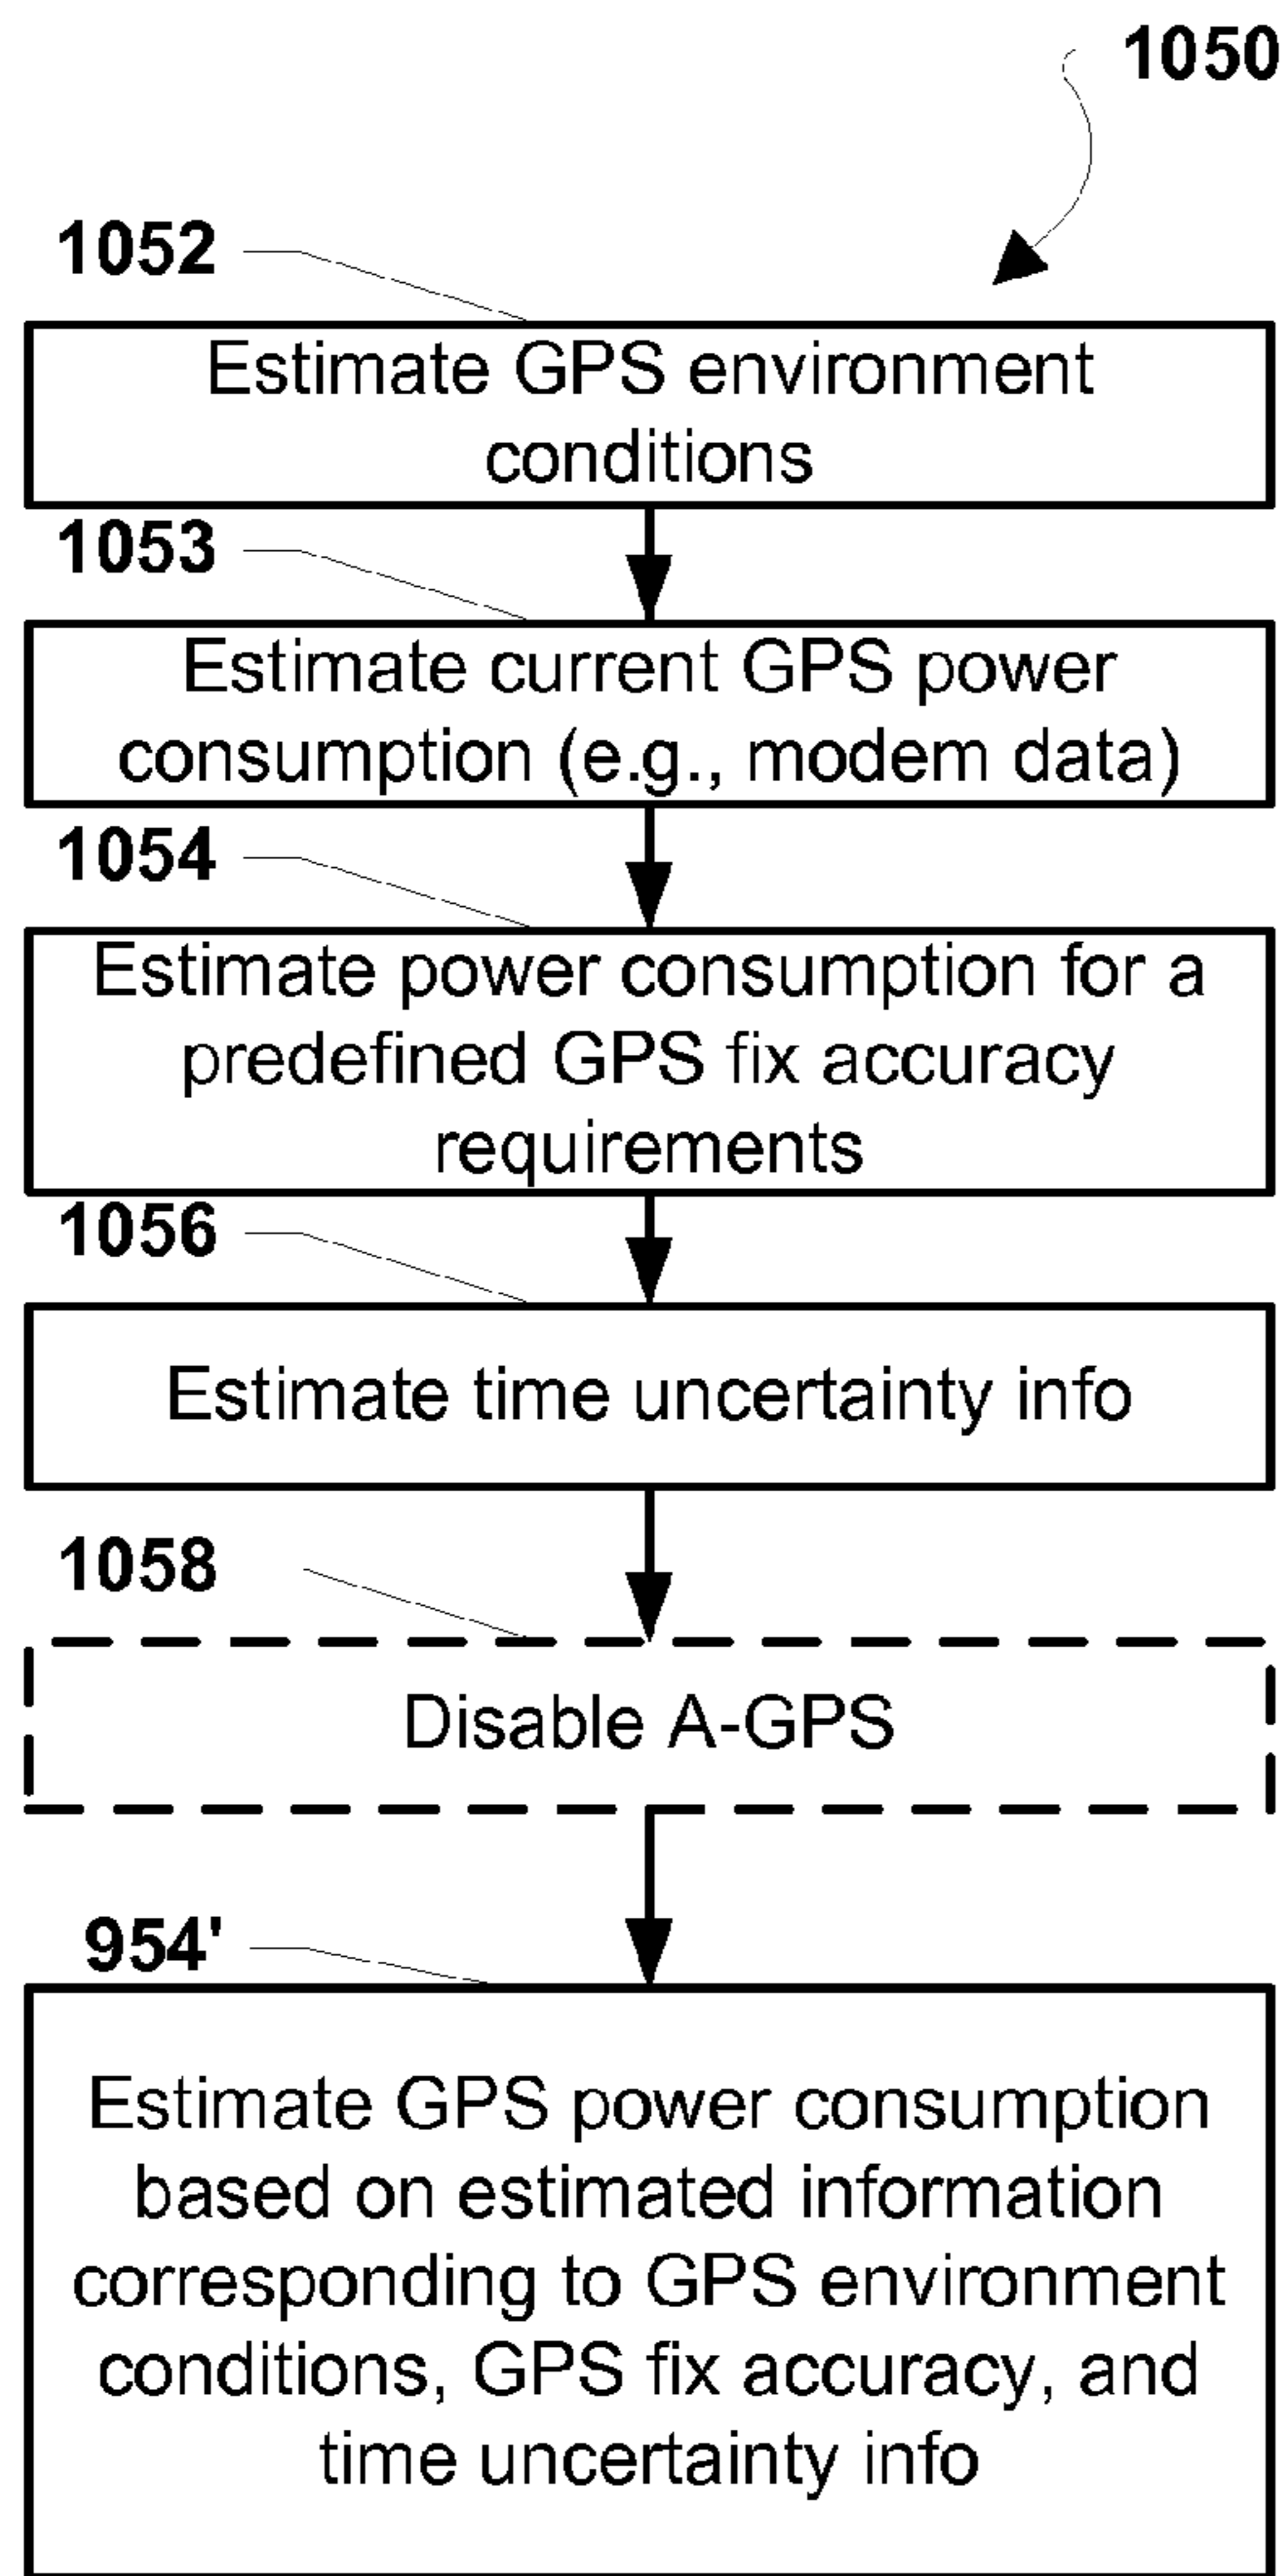 1050
1052
Estimate GPS environment
conditions
1053
Estimate current GPS power
consumption (e.g., modem data)
1054
Estimate power consumption for a
predefined GPS fix accuracy
requirements
1056
Estimate time uncertainty info
1058
Disable A-GPS
954'
Estimate GPS power consumption
based on estimated information
corresponding to GPS environment
conditions, GPS fix accuracy, and
time uncertainty info